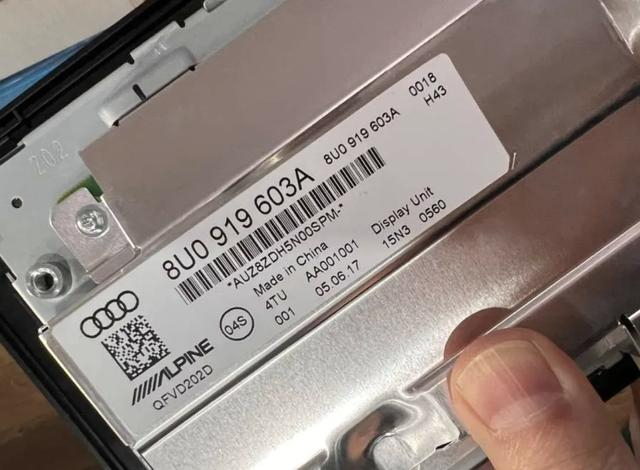 202
0018
H43
8U0 919 603A 8U0 919 603A
*AUZ8ZDH5N00SPM-*
Made in China Display Unit
4TU AA001001 15N3 0560
001 05.06.17
04S
ALPINE
QFVD202D